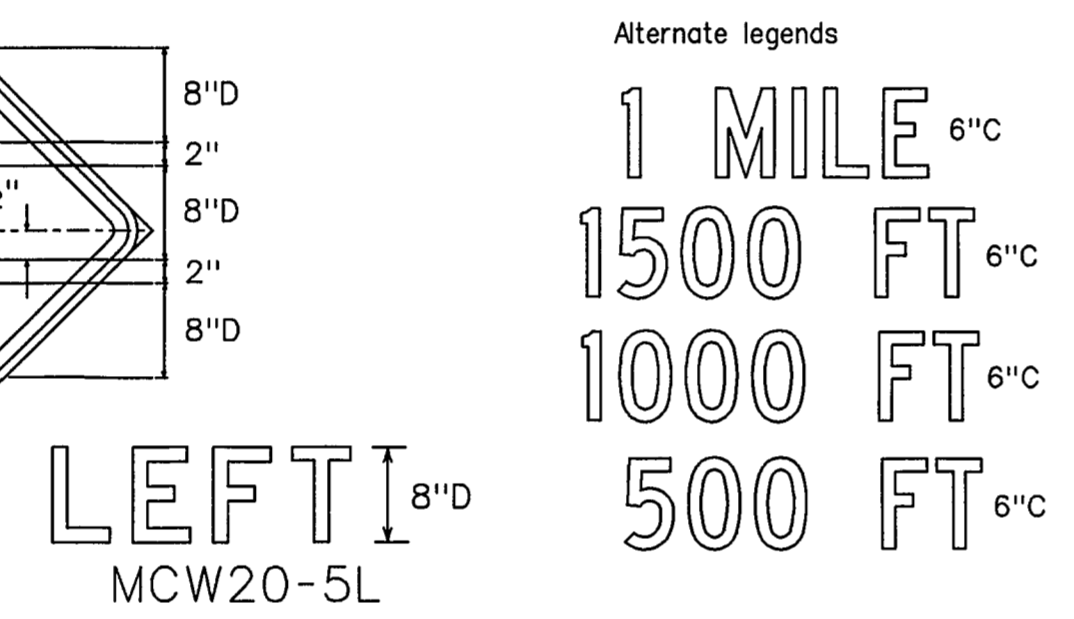 8"D
2"
8"D
2"
8"D
LEFT 8"D
MCW20-5L
Alternate legends
1 MILE 6"C
1500 FT 6"C
1000 FT 6"C
500 FT 6"C